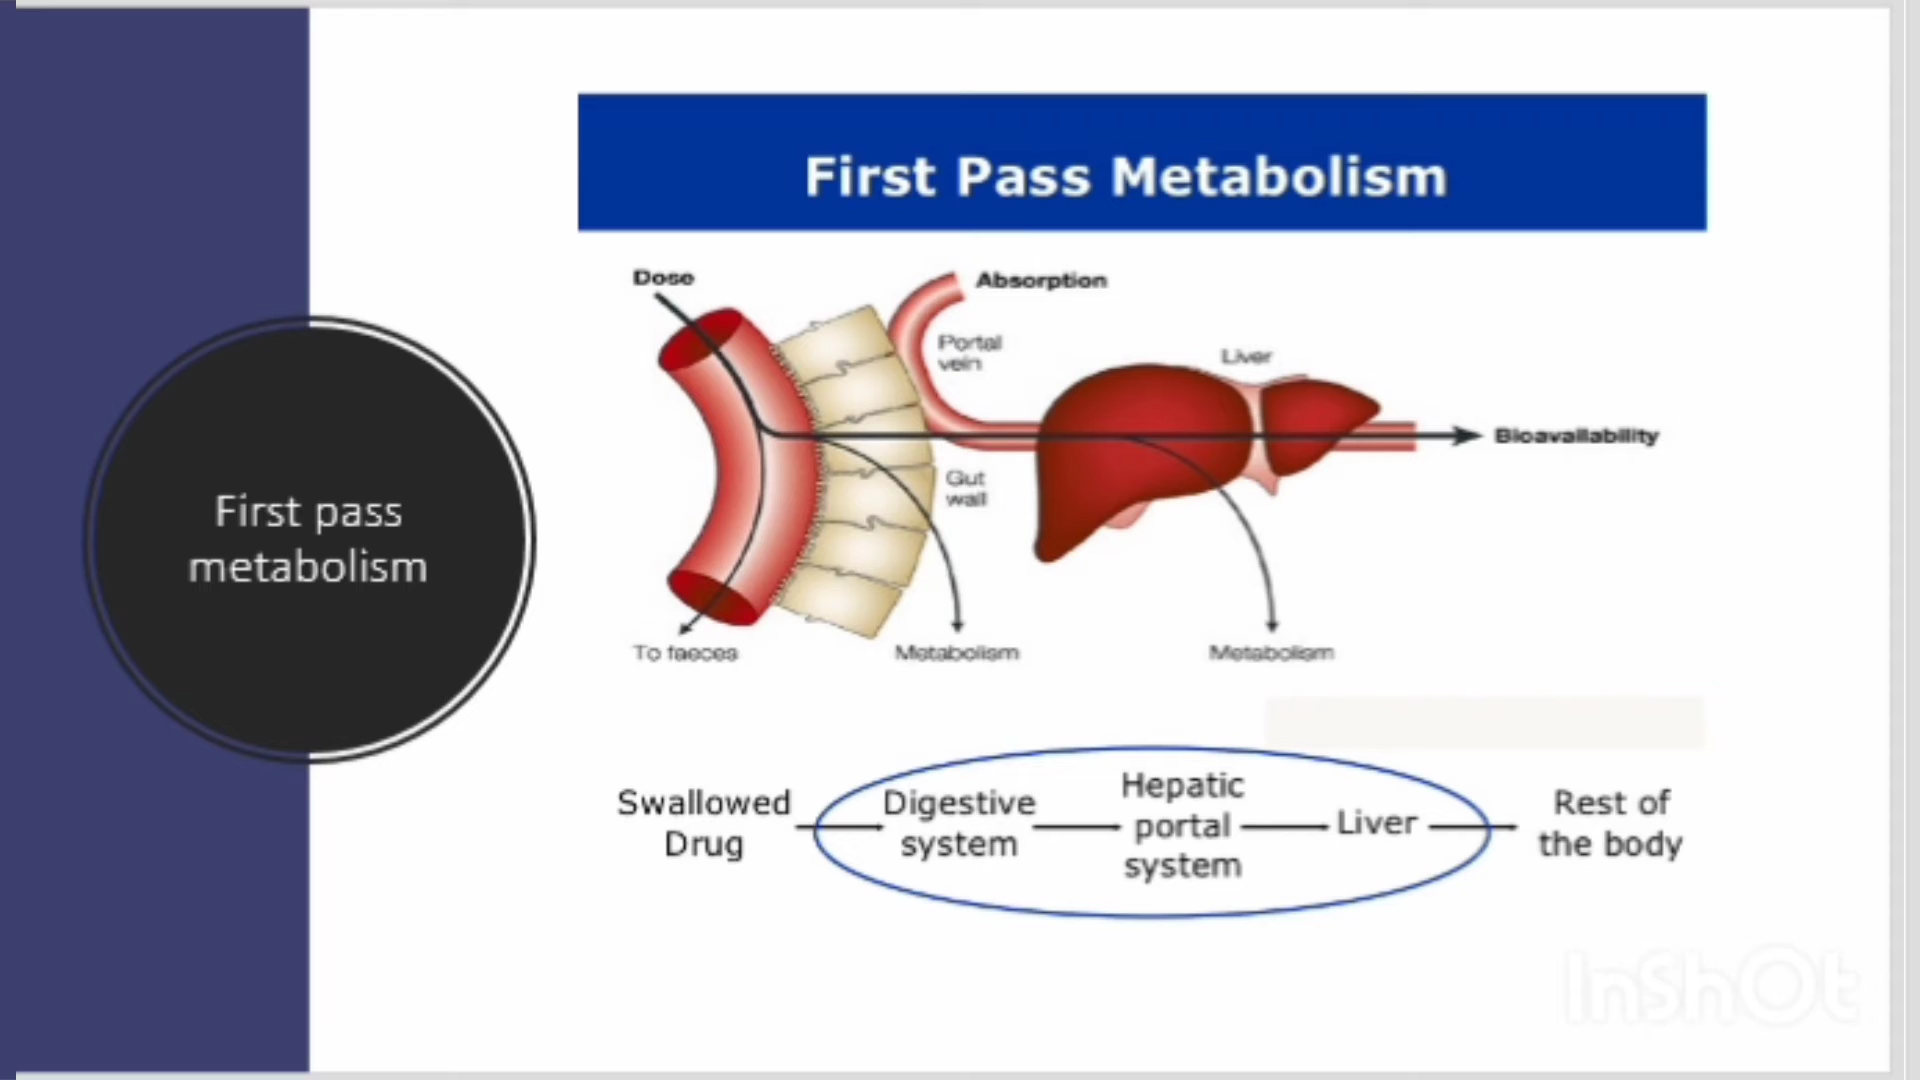 First pass
metabolism
First Pass Metabolism
Dose
Absorption
Portal
vein
Liver
Bioavailability
Gut
wall
To faeces
Metabolism
Metabolism
Swallowed
Drug
Digestive
system
Hepatic
portal
system
Liver
Rest of
the body
InShOt